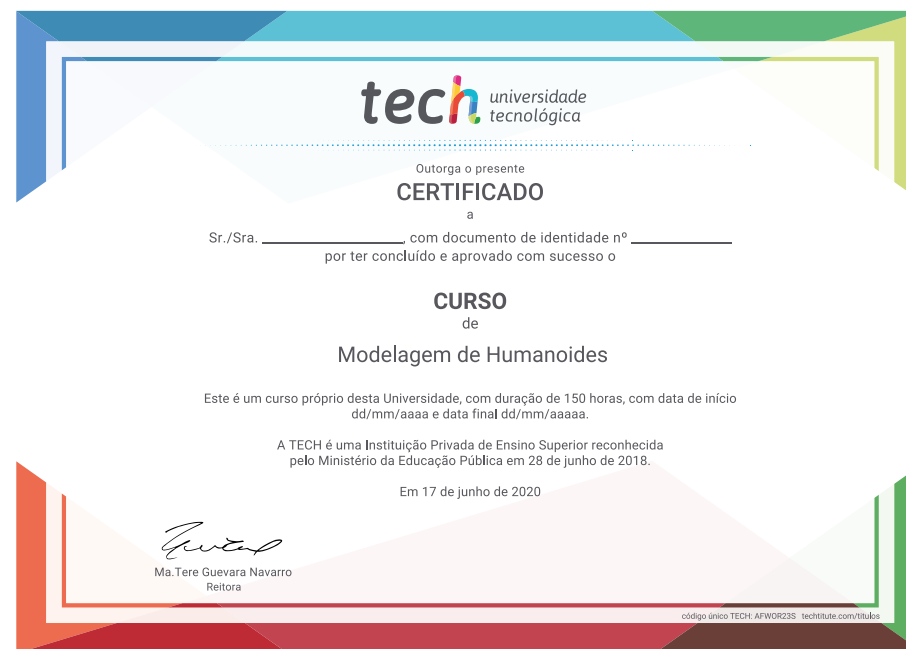 tech universidade
tecnológica
Outorga o presente
CERTIFICADO
a
Sr./Sra. ________________, com documento de identidade nº ____________
por ter concluído e aprovado com sucesso o
CURSO
de
Modelagem de Humanoides
Este é um curso próprio desta Universidade, com duração de 150 horas, com data de início
dd/mm/aaaa e data final dd/mm/aaaaa.
A TECH é uma Instituição Privada de Ensino Superior reconhecida
pelo Ministério da Educação Pública em 28 de junho de 2018.
Em 17 de junho de 2020
Ma.Tere Guevara Navarro
Reitora
código único TECH: AFWOR23S techtitute.com/títulos